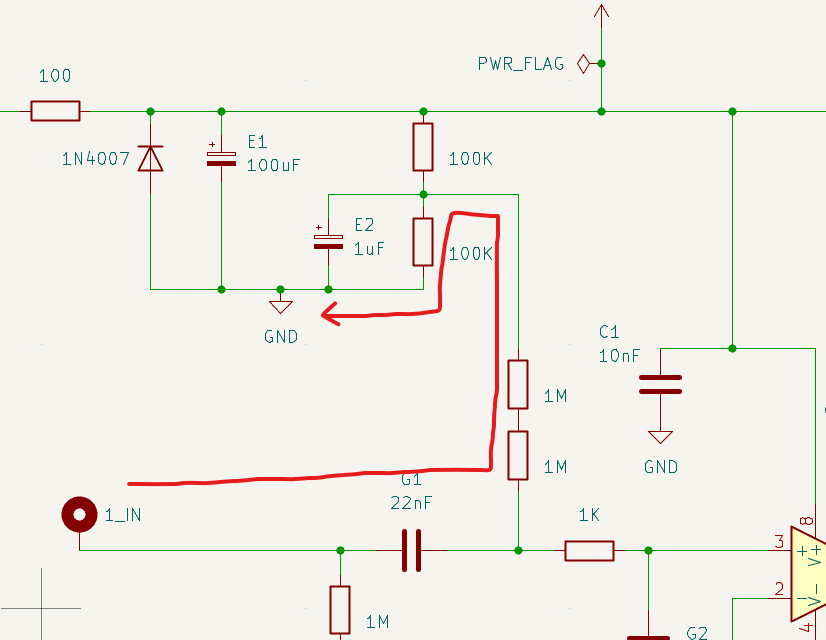 PWR_FLAG
100
1N4007
+
E1
100uF
100K
+
E2
1uF
100K
GND
C1
10nF
1M
1M
GND
1_IN
G1
22nF
1K
8
3
+
V+
2
-
V-
4
1M
G2